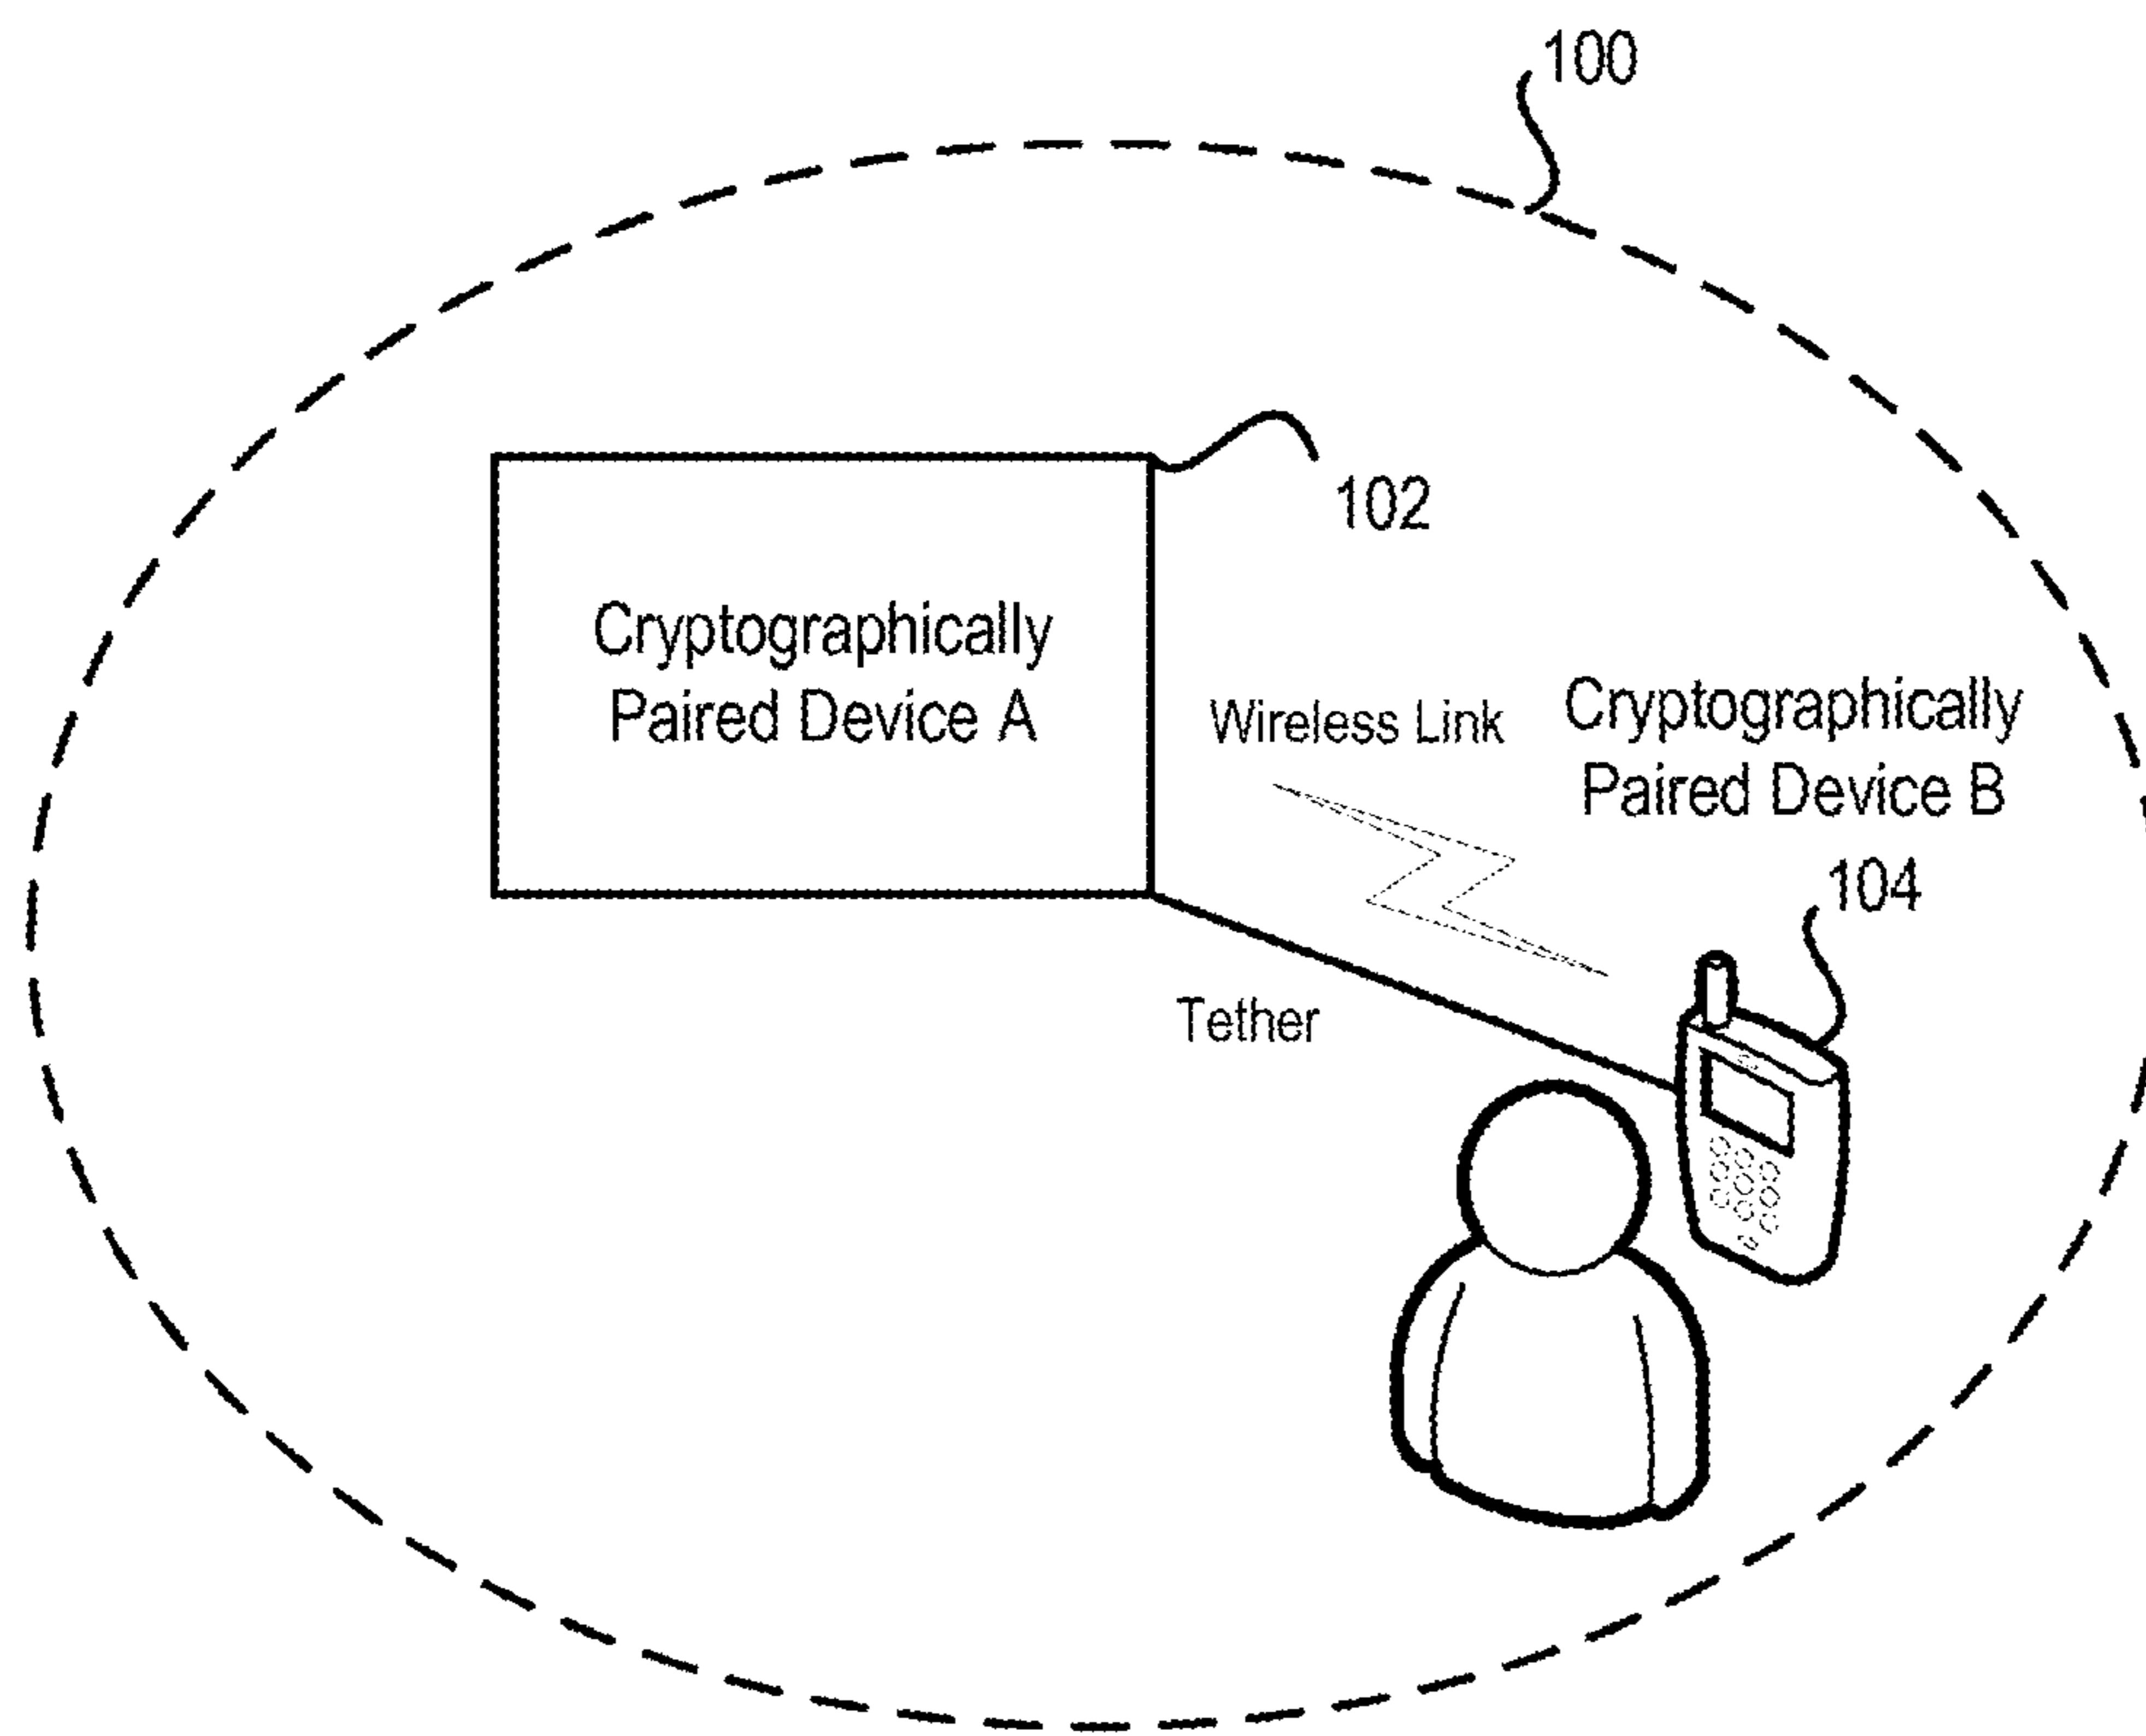 100
102
Cryptographically
Paired Device A
Wireless Link
Cryptographically
Paired Device B
104
Tether